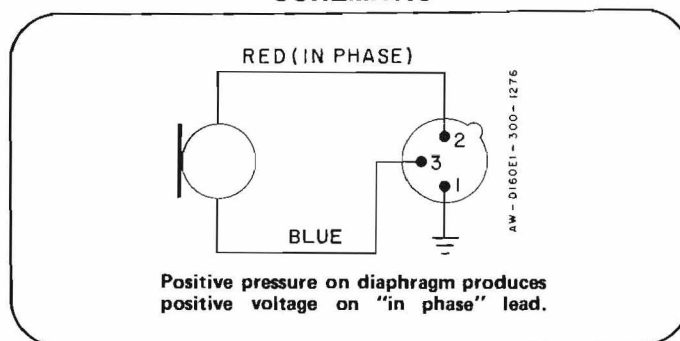 RED (IN PHASE)
2
3
1
BLUE
AW-D160E1-300-1276
Positive pressure on diaphragm produces
positive voltage on "in phase" lead.